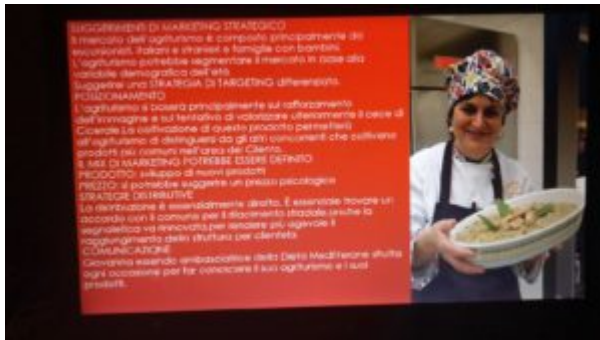 SUGGERIMENTI DI MARKETING STRATEGICO
Il mercato dell'agriturismo è composto principalmente da
escursionisti, italiani e stranieri e famiglie con bambini.
L'agriturismo potrebbe segmentare il mercato in base alla
variabile demografica dell'età.
Suggerire una STRATEGIA DI TARGETING differenziata.
POSIZIONAMENTO
L'agriturismo si baserà principalmente sul rafforzamento
dell'immagine e sul tentativo di valorizzare ulteriormente il cece di
Cicerale.La coltivazione di questo prodotto permetterà
all'agriturismo di distinguersi da gli altri concorrenti che coltivano
prodotti più comuni nell'area del Cilento.
IL MIX DI MARKETING POTREBBE ESSERE DEFINITO:
PRODOTTO: sviluppo di nuovi prodotti
PREZZO: si potrebbe suggerire un prezzo psicologico
STRATEGIE DISTRIBUTIVE
La distribuzione è essenzialmente diretta. È essenziale trovare un
accordo con il comune per il rifacimento stradale,anche la
segnaletica va rinnovata,per rendere più agevole il
raggiungimento della struttura per clientela.
COMUNICAZIONE
Giovanna essendo ambasciatrice della Dieta Mediterranea sfrutta
ogni occasione per far conoscere il suo agriturismo e i suoi
prodotti.